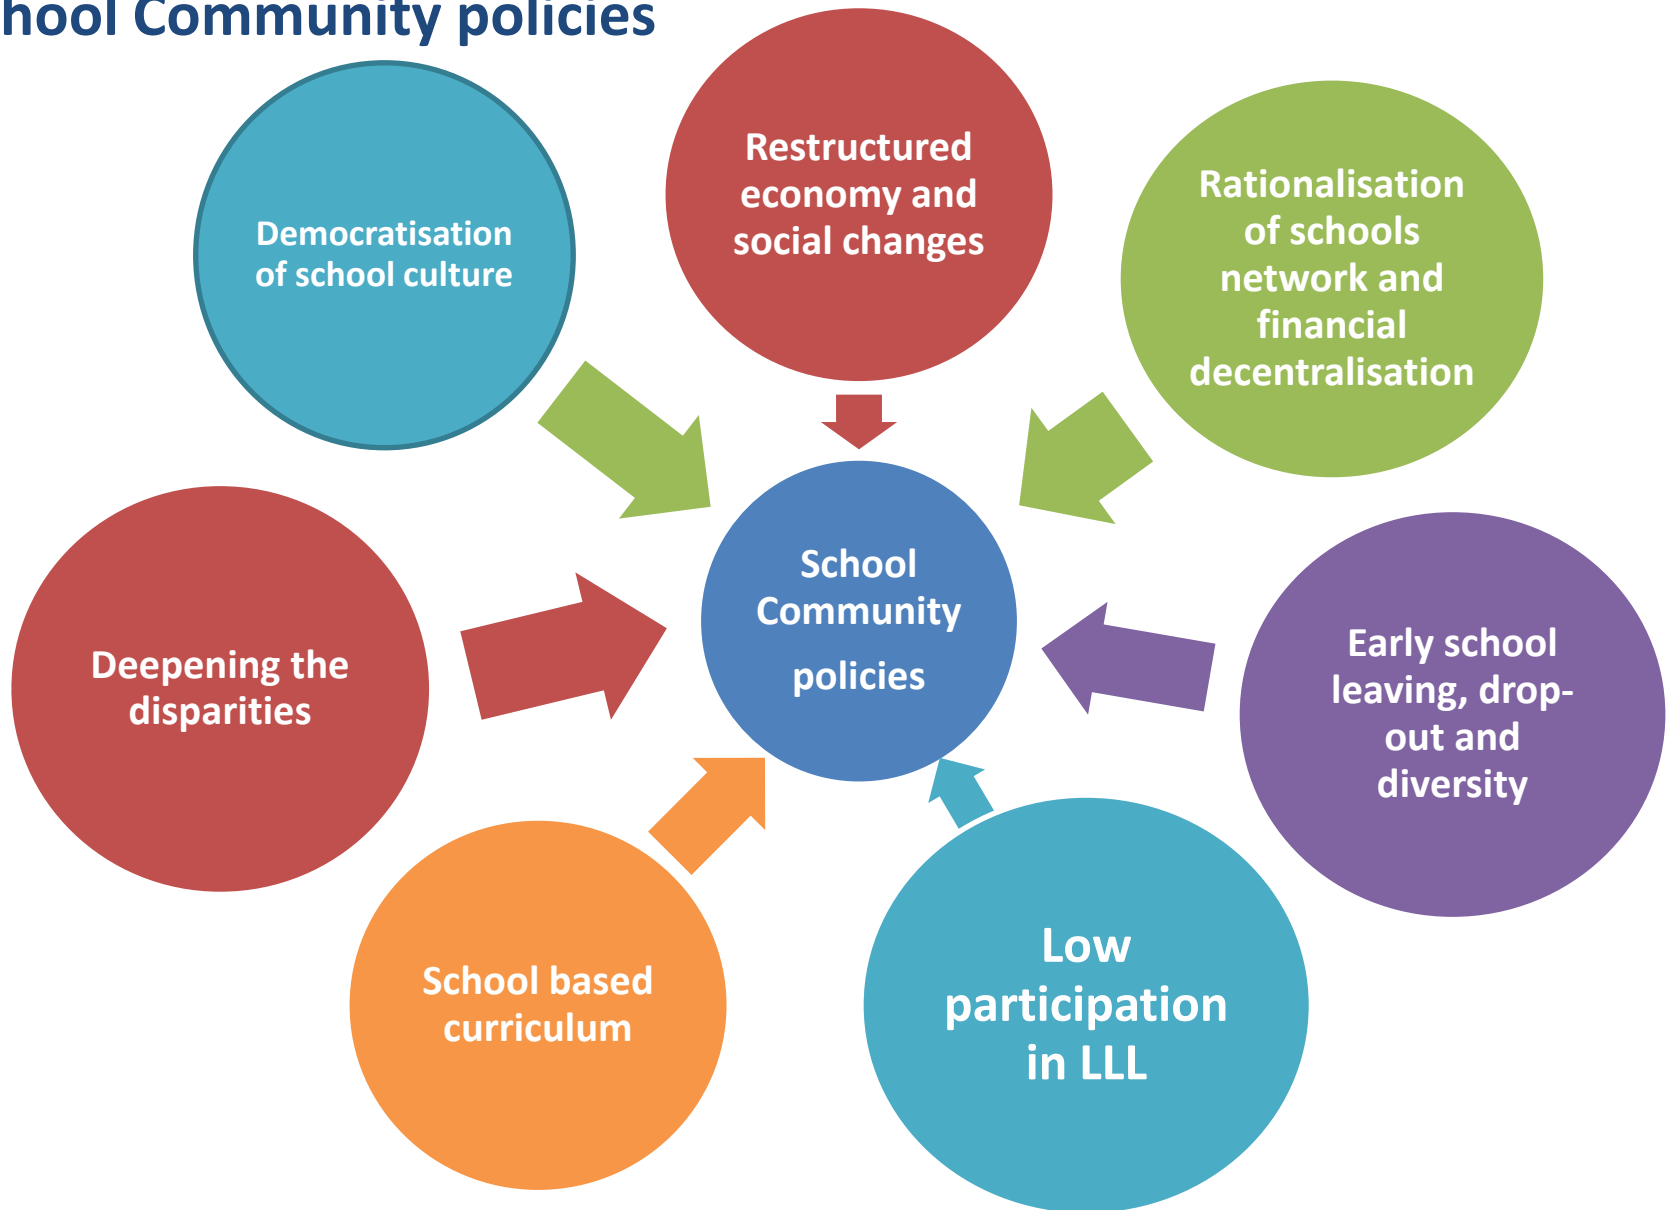 hool Community policies
Restructured
economy and
social changes
Democratisation
of school culture
Rationalisation
of schools
network and
financial
decentralisation
School
Community
policies
Deepening the
disparities
Early school
leaving, drop-
out and
diversity
School based
curriculum
Low
participation
in LLL